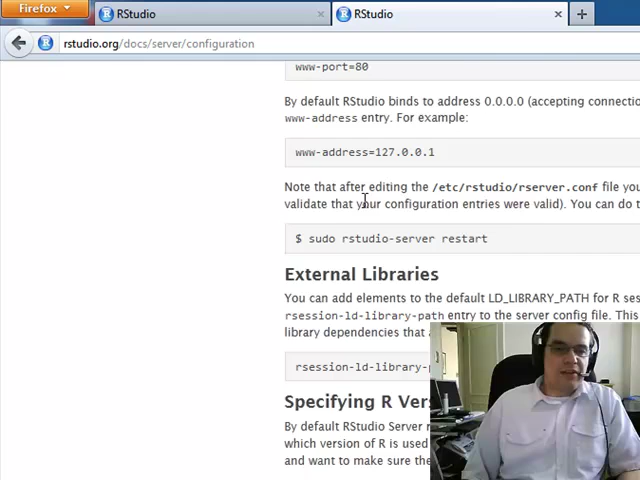 Firefox
RStudio
RStudio
rstudio.org/docs/server/configuration
www-port=80
By default RStudio binds to address 0.0.0.0 (accepting
www-address entry. For example:
www-address=127.0.0.1
Note that after editing the /etc/rstudio/rserver.conf file
validate that your configuration entries were valid). You can do
$ sudo rstudio-server restart
External Libraries
You can add elements to the default LD_LIBRARY_PATH for R
rsession-ld-library-path entry to the server config file. This
library dependencies that
rsession-ld-library-p
Specifying R
By default RStudio Server
which version of R is used
and want to make sure